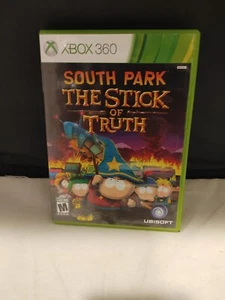 XBOX 360
SOUTH PARK
THE STICK
OF
TRUTH
M
UBISOFT